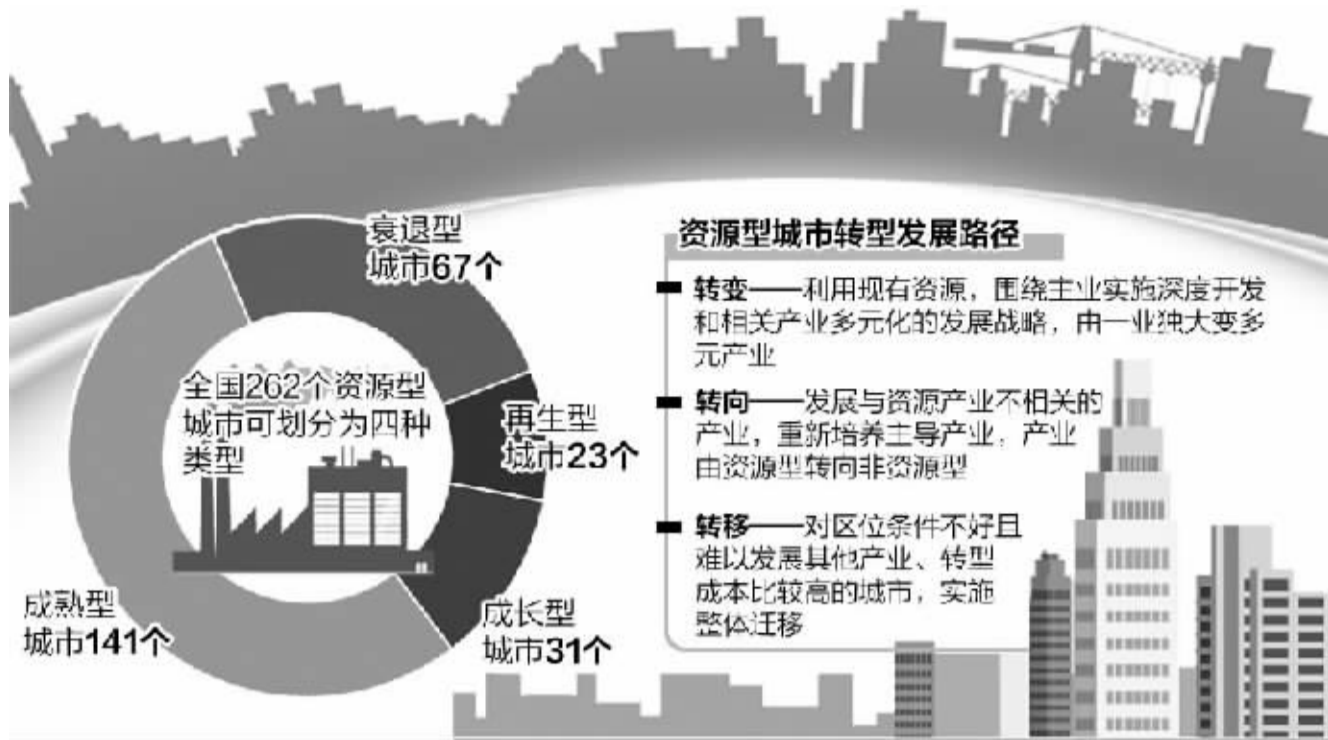 衰退型
城市67个
全国262个资源型
城市可划分为四种
类型
再生型
城市23个
成熟型
城市141个
成长型
城市31个
资源型城市转型发展路径
转变——利用现有资源，围绕主业实施深度开发
和相关产业多元化的发展战略，由一业独大变多
元产业
转向——发展与资源产业不相关的
产业，重新培养主导产业，产业
由资源型转向非资源型
转移——对区位条件不好且
难以发展其他产业、转型
成本比较高的城市，实施
整体迁移